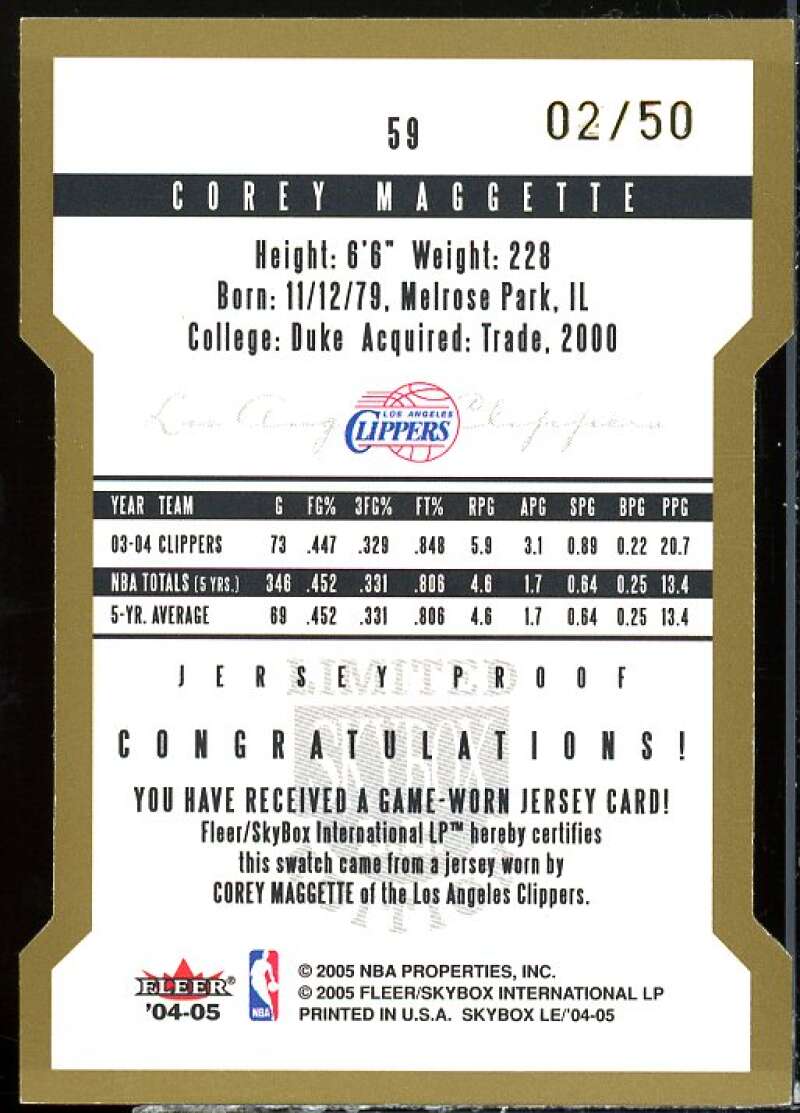 59
02/50
COREY MAGGETTE
Height: 6'6" Weight: 228
Born: 11/12/79, Melrose Park, IL
College: Duke Acquired: Trade, 2000
Los Angeles Clippers
LOS ANGELES
CLIPPERS
YEAR TEAM G FG% 3FG% FT% RPG APG SPG BPG PPG
03-04 CLIPPERS 73 .447 .329 .848 5.9 3.1 0.89 0.22 20.7
NBA TOTALS (5 YRS.) 346 .452 .331 .806 4.6 1.7 0.64 0.25 13.4
5-YR. AVERAGE 69 .452 .331 .806 4.6 1.7 0.64 0.25 13.4
JERSEY PROOF
LIMITED
SKYBOX
CONGRATULATIONS!
YOU HAVE RECEIVED A GAME-WORN JERSEY CARD!
Fleer/SkyBox International LP™ hereby certifies
this swatch came from a jersey worn by
COREY MAGGETTE of the Los Angeles Clippers.
FLEER®
'04-05
NBA
© 2005 NBA PROPERTIES, INC.
© 2005 FLEER/SKYBOX INTERNATIONAL LP
PRINTED IN U.S.A. SKYBOX LE/'04-05